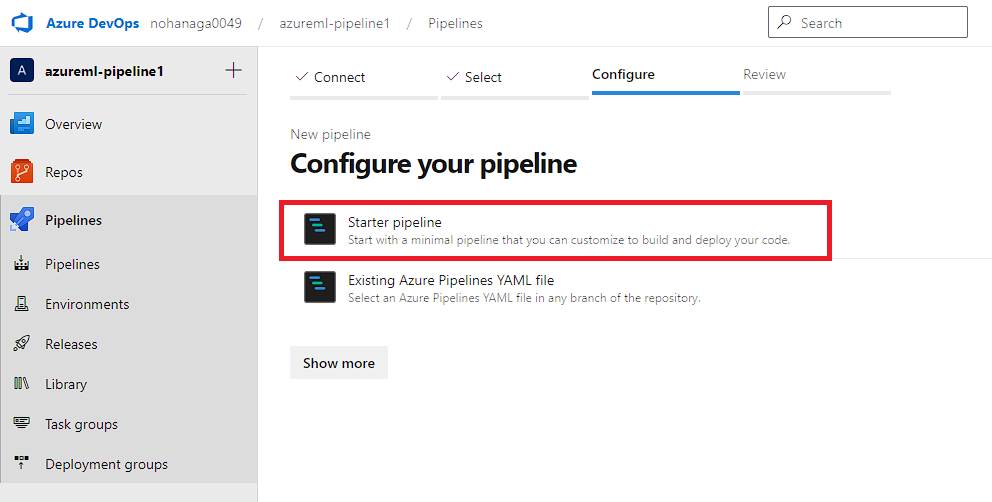 Azure DevOps nohanaga0049 / azureml-pipeline1 / Pipelines
Search
A azureml-pipeline1
Overview
Repos
Pipelines
Pipelines
Environments
Releases
Library
Task groups
Deployment groups
Connect Select Configure Review
New pipeline
Configure your pipeline
Starter pipeline
Start with a minimal pipeline that you can customize to build and deploy your code.
Existing Azure Pipelines YAML file
Select an Azure Pipelines YAML file in any branch of the repository.
Show more